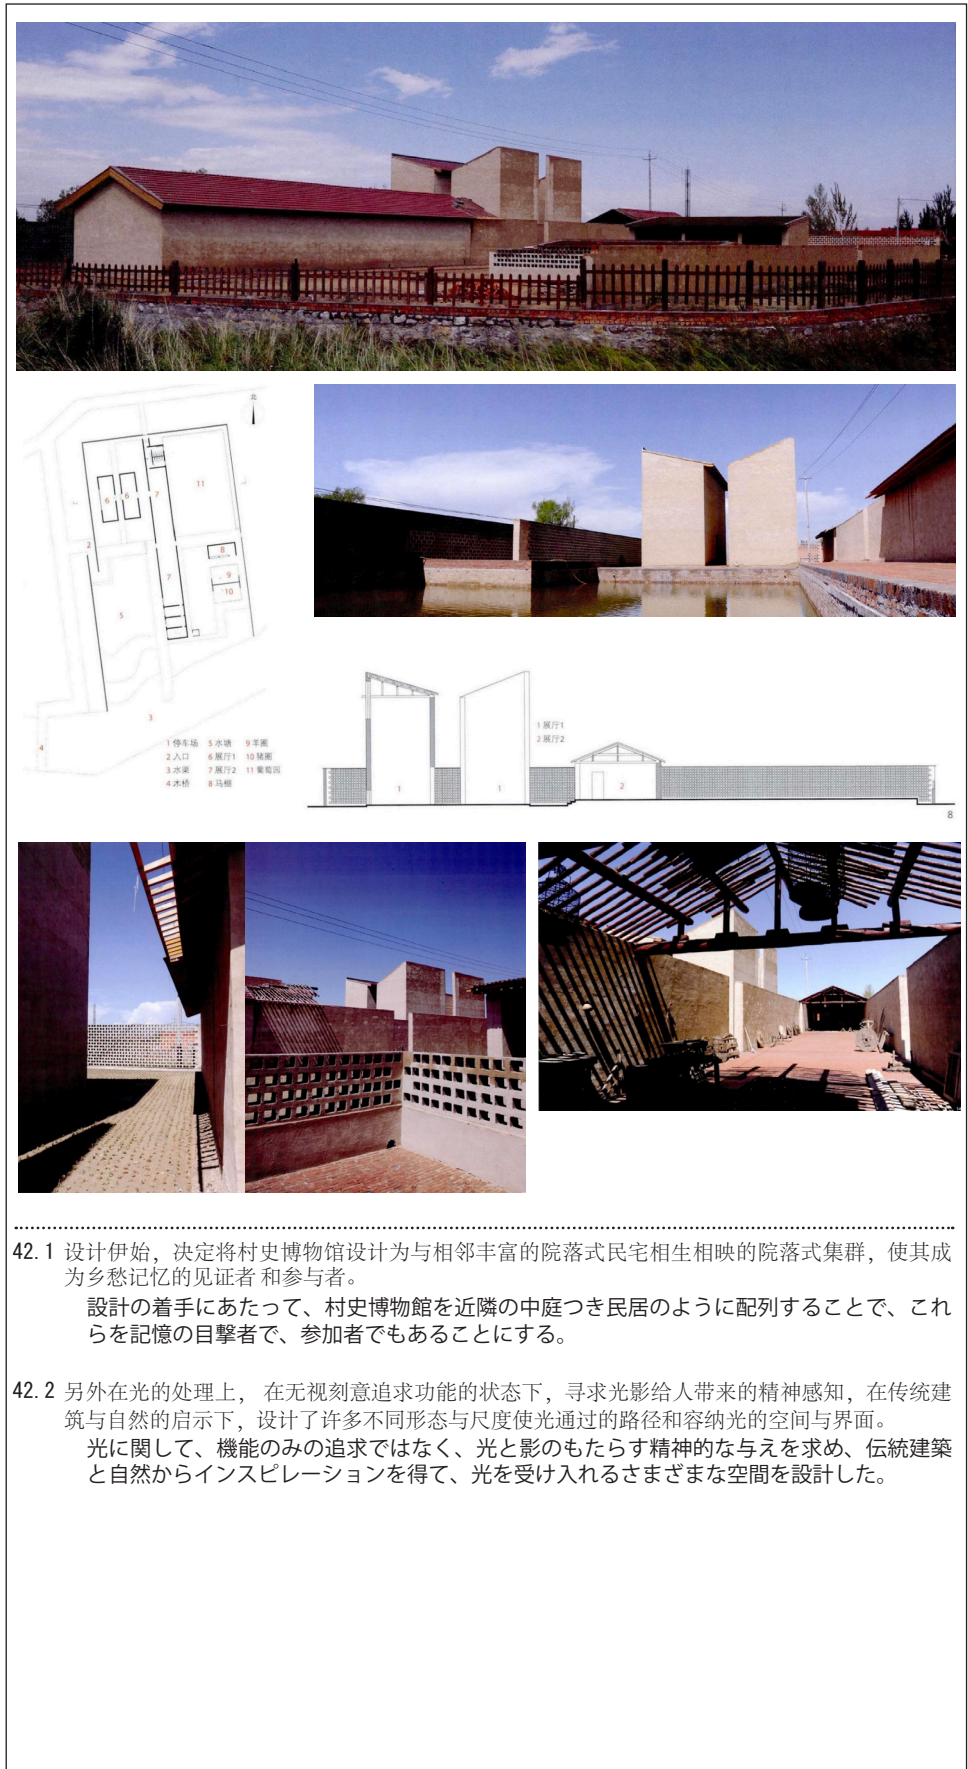 北
6
6
7
11
2
8
9
10
5
7
3
4
1 停车场 5 水塘 9 羊圈
2 入口 6 展厅1 10 猪圈
3 水渠 7 展厅2 11 葡萄园
4 木桥 8 马棚
1 展厅1
2 展厅2
1
1
2
8
42.1 设计伊始，决定将村史博物馆设计为与相邻丰富的院落式民宅相生相映的院落式集群，使其成
为乡愁记忆的见证者 和参与者。
設計の着手にあたって、村史博物館を近隣の中庭つき民居のように配列することで、これ
らを記憶の目撃者で、参加者でもあることにする。
42.2 另外在光的处理上， 在无视刻意追求功能的状态下，寻求光影给人带来的精神感知，在传统建
筑与自然的启示下，设计了许多不同形态与尺度使光通过的路径和容纳光的空间与界面。
光に関して、機能のみの追求ではなく、光と影のもたらす精神的な与えを求め、伝統建築
と自然からインスピレーションを得て、光を受け入れるさまざまな空間を設計した。